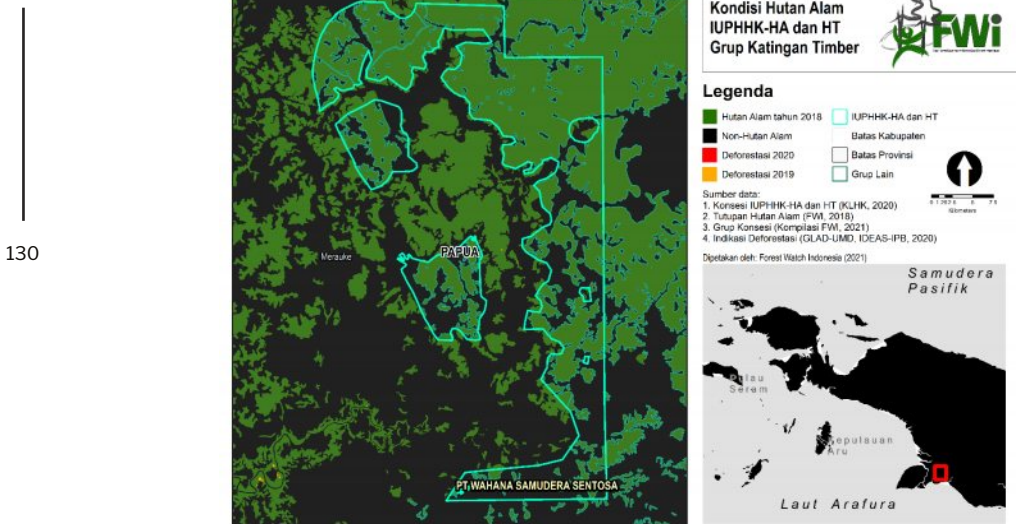 130
Merauke
PAPUA
PT WAHANA SAMUDERA SENTOSA
Kondisi Hutan Alam
IUPHHK-HA dan HT
Grup Katingan Timber
FWi
Legenda
Hutan Alam tahun 2018
Non-Hutan Alam
Deforestasi 2020
Deforestasi 2019
IUPHHK-HA dan HT
Batas Kabupaten
Batas Provinsi
Grup Lain
Kilometers
Sumber data:
1. Konsesi IUPHHK-HA dan HT (KLHK, 2020)
2. Tutupan Hutan Alam (FWI, 2018)
3. Grup Konsesi (Kompilasi FWI, 2021)
4. Indikasi Deforestasi (GLAD-UMD, IDEAS-IPB, 2020)
Dipetakan oleh: Forest Watch Indonesia (2021)
Samudera
Pasifik
Pulau
Seram
Kepulauan
Aru
Laut Arafura